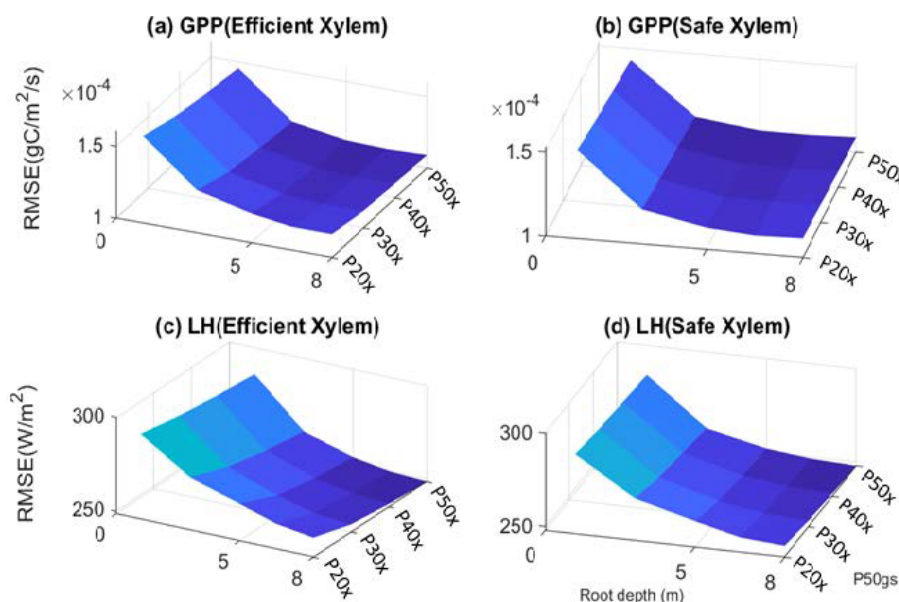 (a) GPP(Efficient Xylem)
×10⁻⁴
RMSE(gC/m²/s)
1.5
1
0
5
8
P20x
P30x
P40x
P50x
(b) GPP(Safe Xylem)
×10⁻⁴
1.5
1
0
5
8
P20x
P30x
P40x
P50x
(c) LH(Efficient Xylem)
RMSE(W/m²)
300
250
0
5
8
P20x
P30x
P40x
P50x
(d) LH(Safe Xylem)
300
250
0
5
8
Root depth (m)
P20x
P30x
P40x
P50x
P50gs